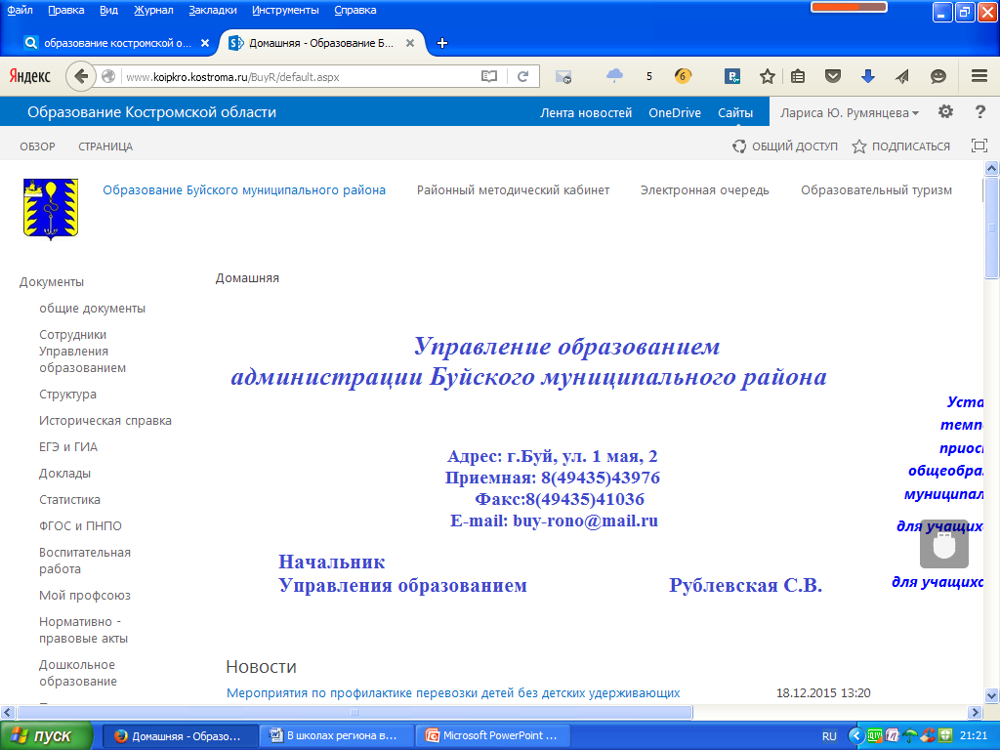 Файл Правка Вид Журнал Закладки Инструменты Справка
образование костромской о...
Домашняя - Образование Б...
Яндекс
www.koipkro.kostroma.ru/BuyR/default.aspx
5
6
Образование Костромской области
Лента новостей OneDrive Сайты
Лариса Ю. Румянцева
ОБЗОР СТРАНИЦА
ОБЩИЙ ДОСТУП ПОДПИСАТЬСЯ
Образование Буйского муниципального района Районный методический кабинет Электронная очередь Образовательный туризм
Документы
общие документы
Сотрудники
Управления
образованием
Структура
Историческая справка
ЕГЭ и ГИА
Доклады
Статистика
ФГОС и ПНПО
Воспитательная
работа
Мой профсоюз
Нормативно -
правовые акты
Дошкольное
образование
Домашняя
Управление образованием
администрации Буйского муниципального района
Адрес: г.Буй, ул. 1 мая, 2
Приемная: 8(49435)43976
Факс:8(49435)41036
E-mail: buy-rono@mail.ru
Начальник
Управления образованием Рублевская С.В.
Уста
темп
приос
общеобра
муниципал
для учащихс
для учащихс
Новости
Мероприятия по профилактике перевозки детей без детских удерживающих 18.12.2015 13:20
пуск
Домашняя - Образо...
В школах региона в...
Microsoft PowerPoint ...
RU
21:21